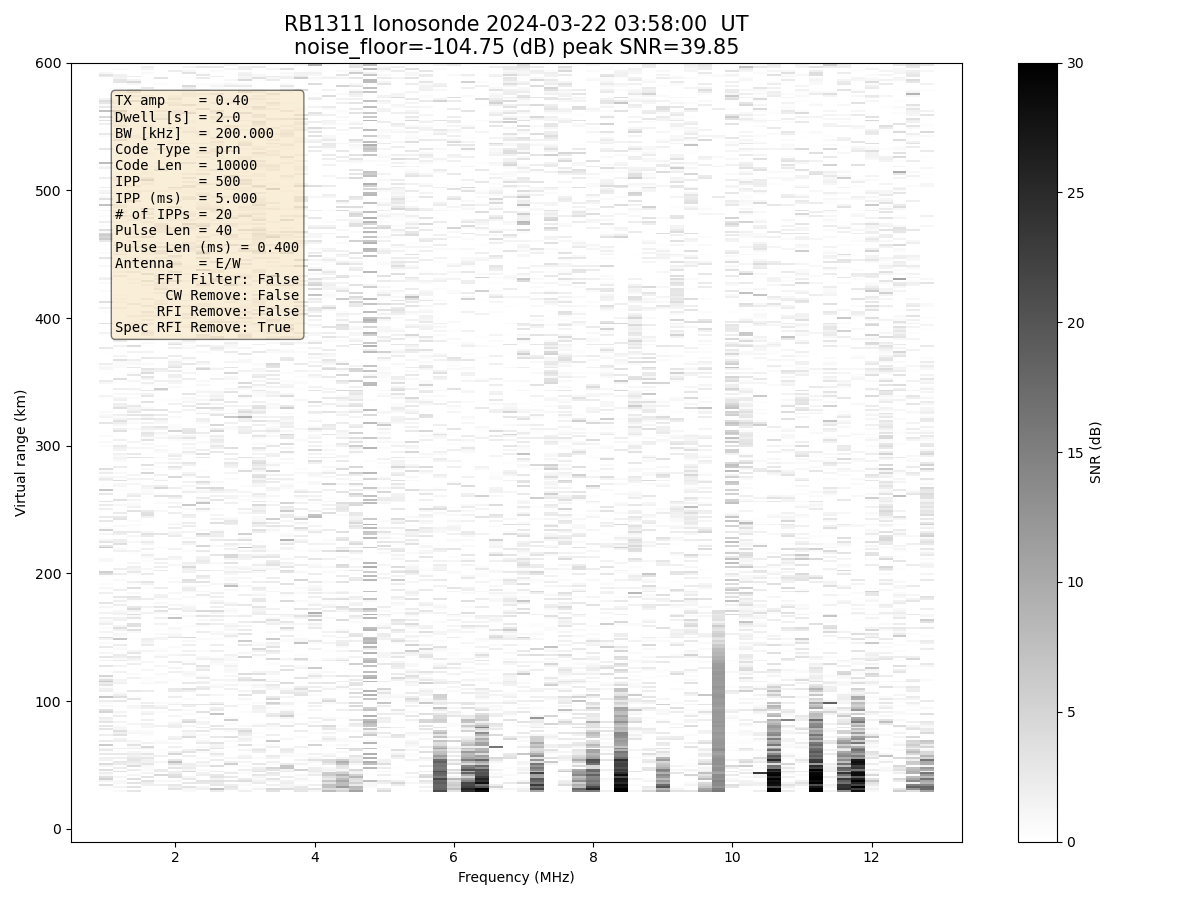 RB1311 Ionosonde 2024-03-22 03:58:00  UT
noise_floor=-104.75 (dB) peak SNR=39.85
TX amp    = 0.40
Dwell [s] = 2.0
BW [kHz]  = 200.000
Code Type = prn
Code Len  = 10000
IPP       = 500
IPP (ms)  = 5.000
# of IPPs = 20
Pulse Len = 40
Pulse Len (ms) = 0.400
Antenna   = E/W
FFT Filter: False
CW Remove: False
RFI Remove: False
Spec RFI Remove: True
Virtual range (km)
600
500
400
300
200
100
0
2 4 6 8 10 12
Frequency (MHz)
30
25
20
15
10
5
0
SNR (dB)